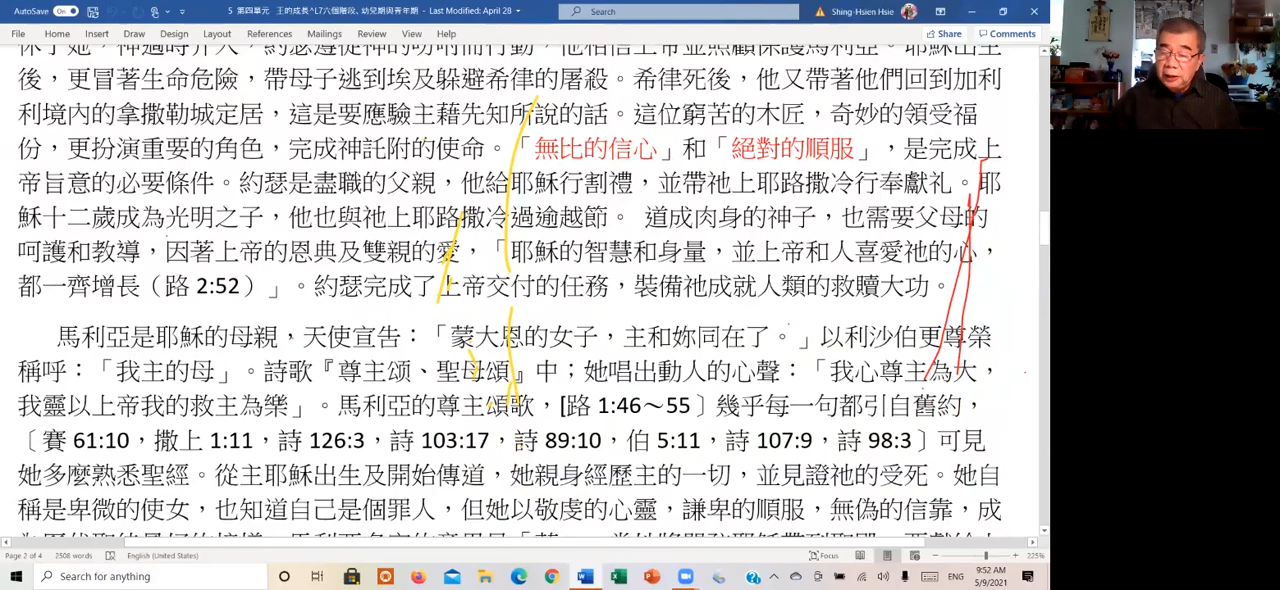 AutoSave On
5 第四單元 王的成長^L7六個階段, 幼兒期與青年期 - Last Modified: April 28
Search
Shing-Hsien Hsie
File Home Insert Draw Design Layout References Mailings Review View Help
Share Comments
後，更冒著生命危險，帶母子逃到埃及躲避希律的屠殺。希律死後，他又帶著他們回到加利
利境內的拿撒勒城定居，這是要應驗主藉先知所說的話。這位窮苦的木匠，奇妙的領受福
份，更扮演重要的角色，完成神託附的使命。「無比的信心」和「絕對的順服」，是完成上
帝旨意的必要條件。約瑟是盡職的父親，他給耶穌行割禮，並帶祂上耶路撒冷行奉獻礼。耶
穌十二歲成為光明之子，他也與祂上耶路撒冷過逾越節。 道成肉身的神子，也需要父母的
呵護和教導，因著上帝的恩典及雙親的愛，「耶穌的智慧和身量，並上帝和人喜愛祂的心，
都一齊增長（路 2:52）」。約瑟完成了上帝交付的任務，裝備祂成就人類的救贖大功。
馬利亞是耶穌的母親，天使宣告：「蒙大恩的女子，主和妳同在了。」以利沙伯更尊榮
稱呼：「我主的母」。詩歌『尊主颂、聖母頌』中；她唱出動人的心聲：「我心尊主為大，
我靈以上帝我的救主為樂」。馬利亞的尊主頌歌，[路 1:46～55〕幾乎每一句都引自舊約，
〔賽 61:10，撒上 1:11，詩 126:3，詩 103:17，詩 89:10，伯 5:11，詩 107:9，詩 98:3〕可見
她多麼熟悉聖經。從主耶穌出生及開始傳道，她親身經歷主的一切，並見證祂的受死。她自
稱是卑微的使女，也知道自己是個罪人，但她以敬虔的心靈，謙卑的順服，無偽的信靠，成
Page 2 of 4 2508 words English (United States) Focus 225%
Search for anything
ENG
9:52 AM
5/9/2021